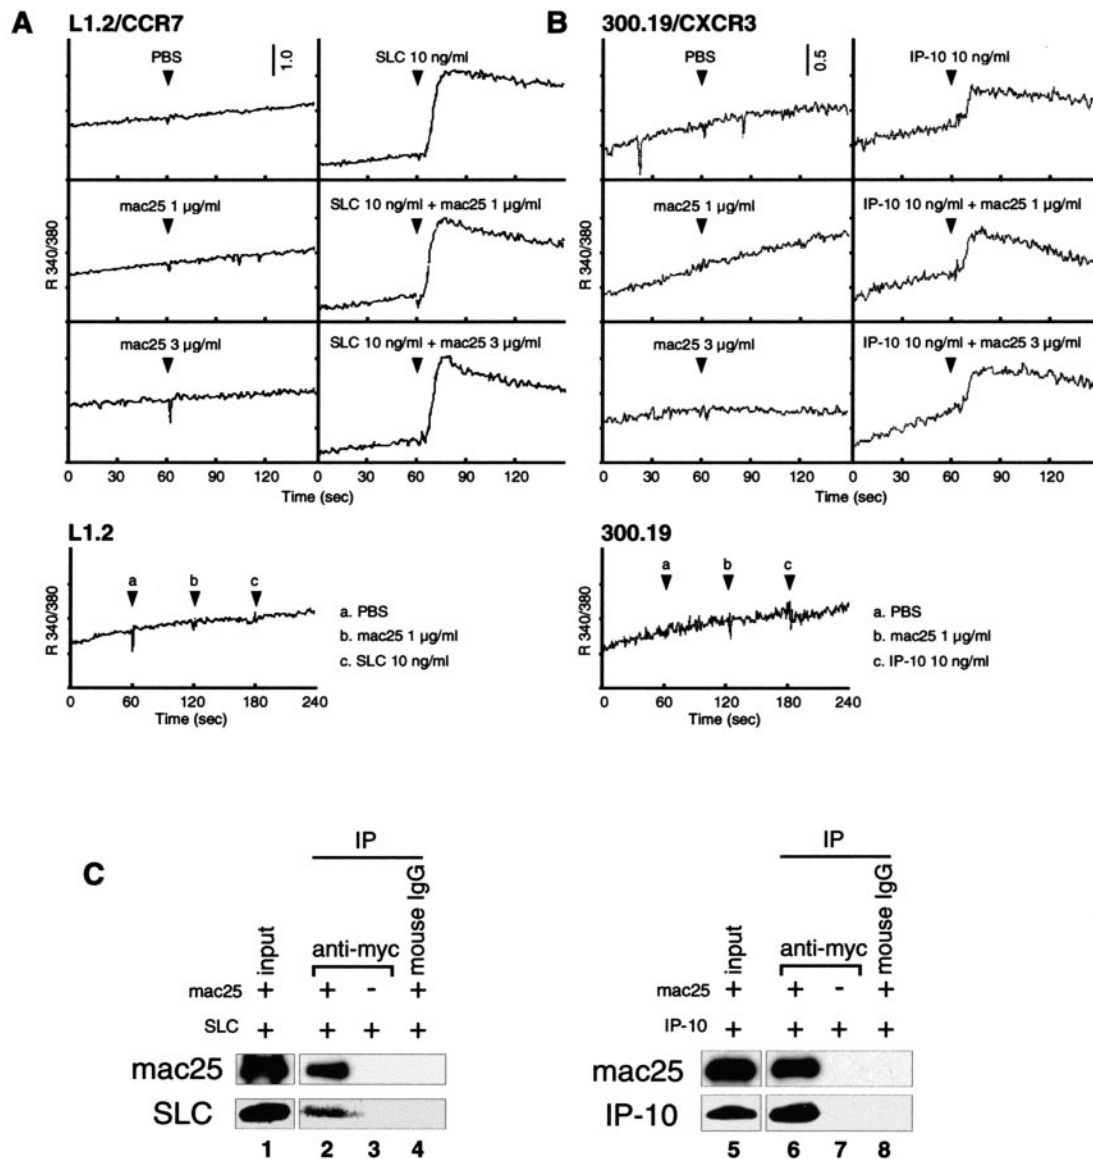 A L1.2/CCR7 B 300.19/CXCR3
PBS 1.0 SLC 10 ng/ml PBS 0.5 IP-10 10 ng/ml
mac25 1 µg/ml SLC 10 ng/ml + mac25 1 µg/ml mac25 1 µg/ml IP-10 10 ng/ml + mac25 1 µg/ml
R 340/380 R 340/380
mac25 3 µg/ml SLC 10 ng/ml + mac25 3 µg/ml mac25 3 µg/ml IP-10 10 ng/ml + mac25 3 µg/ml
0 30 60 90 120 0 30 60 90 120 0 30 60 90 120 0 30 60 90 120
Time (sec) Time (sec)
L1.2 300.19
a b c a b c
R 340/380 R 340/380
a. PBS a. PBS
b. mac25 1 µg/ml b. mac25 1 µg/ml
c. SLC 10 ng/ml c. IP-10 10 ng/ml
0 60 120 180 240 0 60 120 180 240
Time (sec) Time (sec)
C
IP IP
input anti-myc mouse IgG input anti-myc mouse IgG
mac25 + + - + mac25 + + - +
SLC + + + + IP-10 + + + +
mac25 mac25
SLC IP-10
1 2 3 4 5 6 7 8